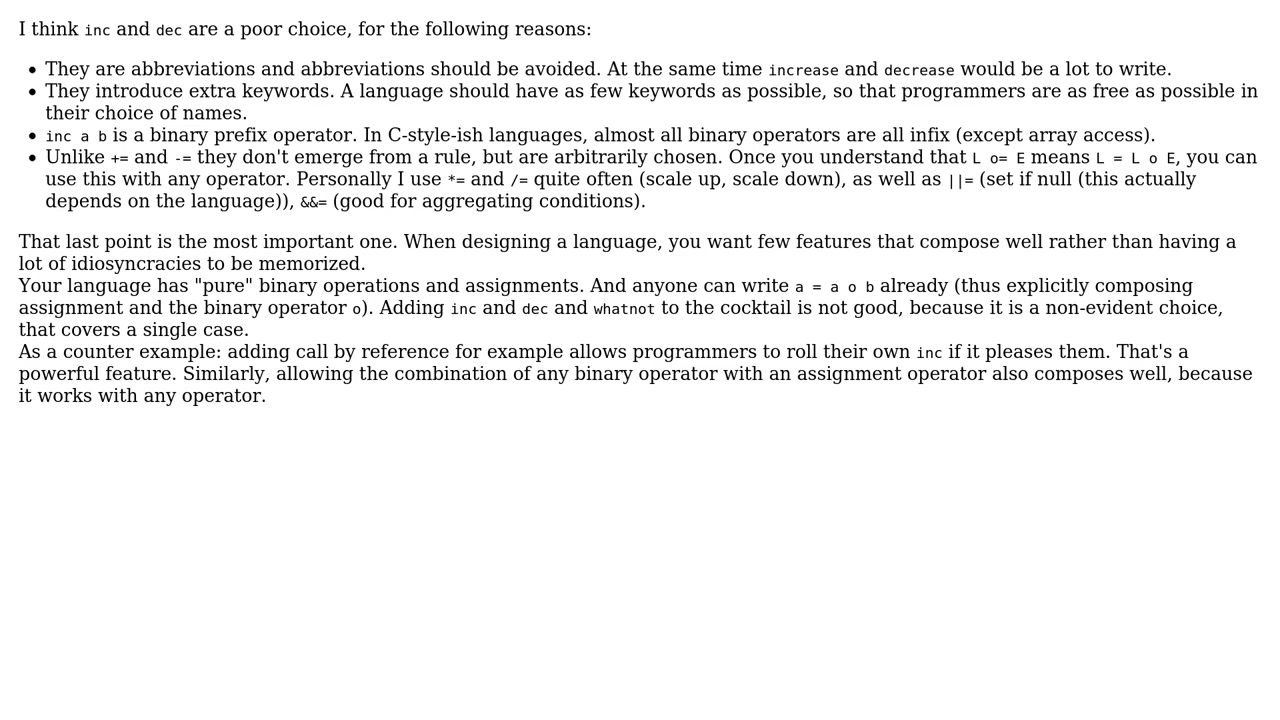 I think inc and dec are a poor choice, for the following reasons:
• They are abbreviations and abbreviations should be avoided. At the same time increase and decrease would be a lot to write.
• They introduce extra keywords. A language should have as few keywords as possible, so that programmers are as free as possible in
their choice of names.
• inc a b is a binary prefix operator. In C-style-ish languages, almost all binary operators are all infix (except array access).
• Unlike += and -= they don't emerge from a rule, but are arbitrarily chosen. Once you understand that L o= E means L = L o E, you can
use this with any operator. Personally I use *= and /= quite often (scale up, scale down), as well as ||= (set if null (this actually
depends on the language)), &&= (good for aggregating conditions).
That last point is the most important one. When designing a language, you want few features that compose well rather than having a
lot of idiosyncracies to be memorized.
Your language has "pure" binary operations and assignments. And anyone can write a = a o b already (thus explicitly composing
assignment and the binary operator o). Adding inc and dec and whatnot to the cocktail is not good, because it is a non-evident choice,
that covers a single case.
As a counter example: adding call by reference for example allows programmers to roll their own inc if it pleases them. That's a
powerful feature. Similarly, allowing the combination of any binary operator with an assignment operator also composes well, because
it works with any operator.